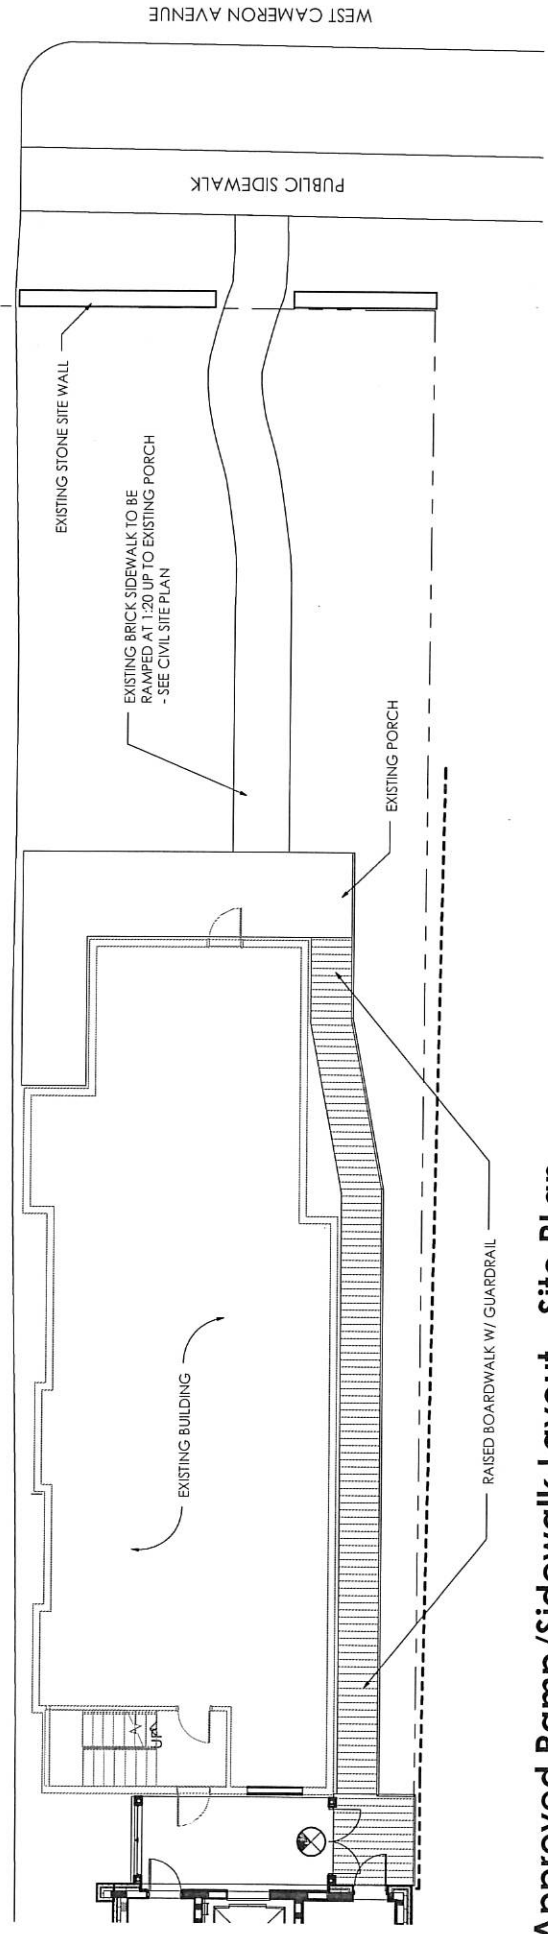 WEST CAMERON AVENUE
PUBLIC SIDEWALK
EXISTING STONE SITE WALL
EXISTING BRICK SIDEWALK TO BE
RAMPED AT 1:20 UP TO EXISTING PORCH
- SEE CIVIL SITE PLAN
EXISTING PORCH
EXISTING BUILDING
RAISED BOARDWALK W/ GUARDRAIL
UP
Approved Ramp/Sidewalk Layout - Site Plan